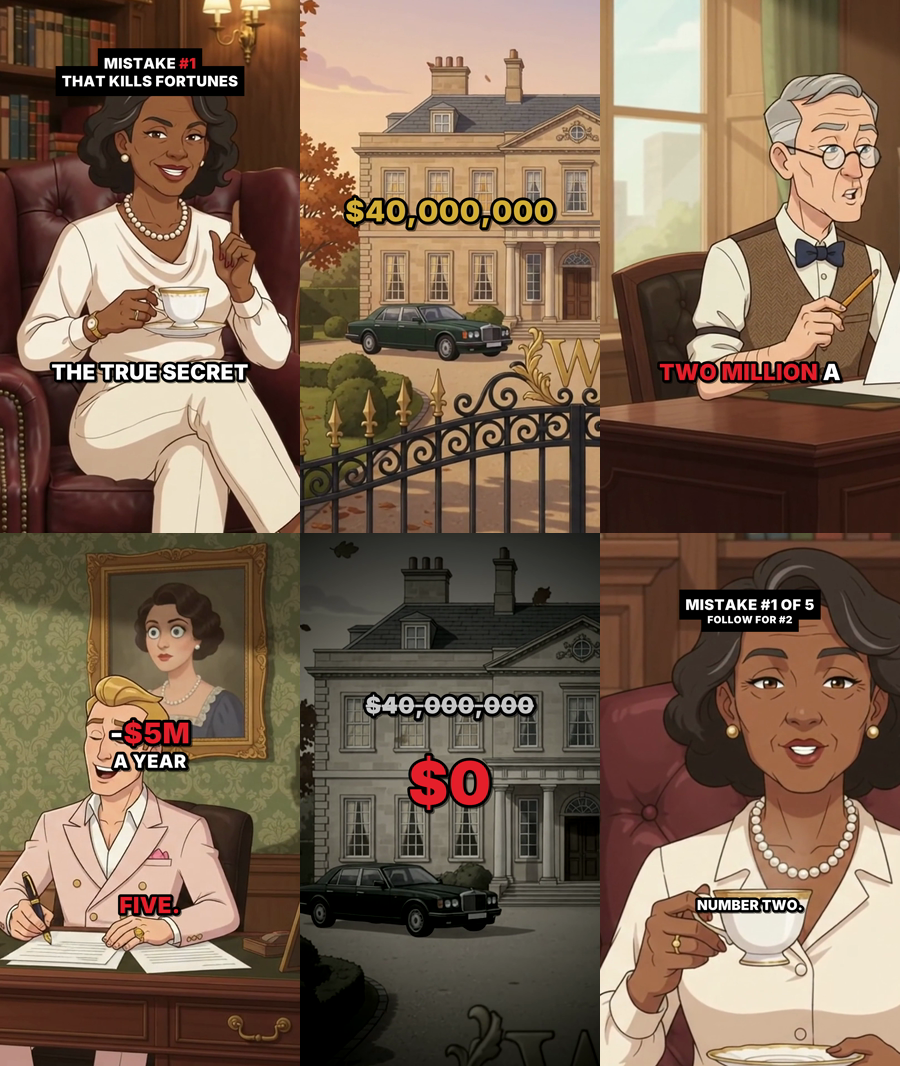 MISTAKE #1
THAT KILLS FORTUNES
THE TRUE SECRET
$40,000,000
W
TWO MILLION A
-$5M
A YEAR
FIVE.
$40,000,000
$0
W
MISTAKE #1 OF 5
FOLLOW FOR #2
NUMBER TWO.